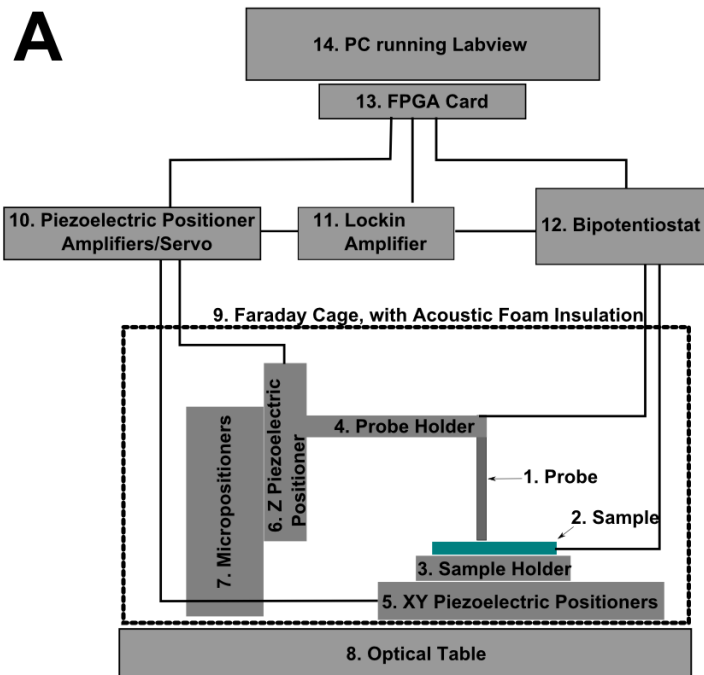 A
14. PC running Labview
13. FPGA Card
10. Piezoelectric Positioner
Amplifiers/Servo
11. Lockin
Amplifier
12. Bipotentiostat
9. Faraday Cage, with Acoustic Foam Insulation
7. Micropositioners
6. Z Piezoelectric
Positioner
4. Probe Holder
1. Probe
2. Sample
3. Sample Holder
5. XY Piezoelectric Positioners
8. Optical Table